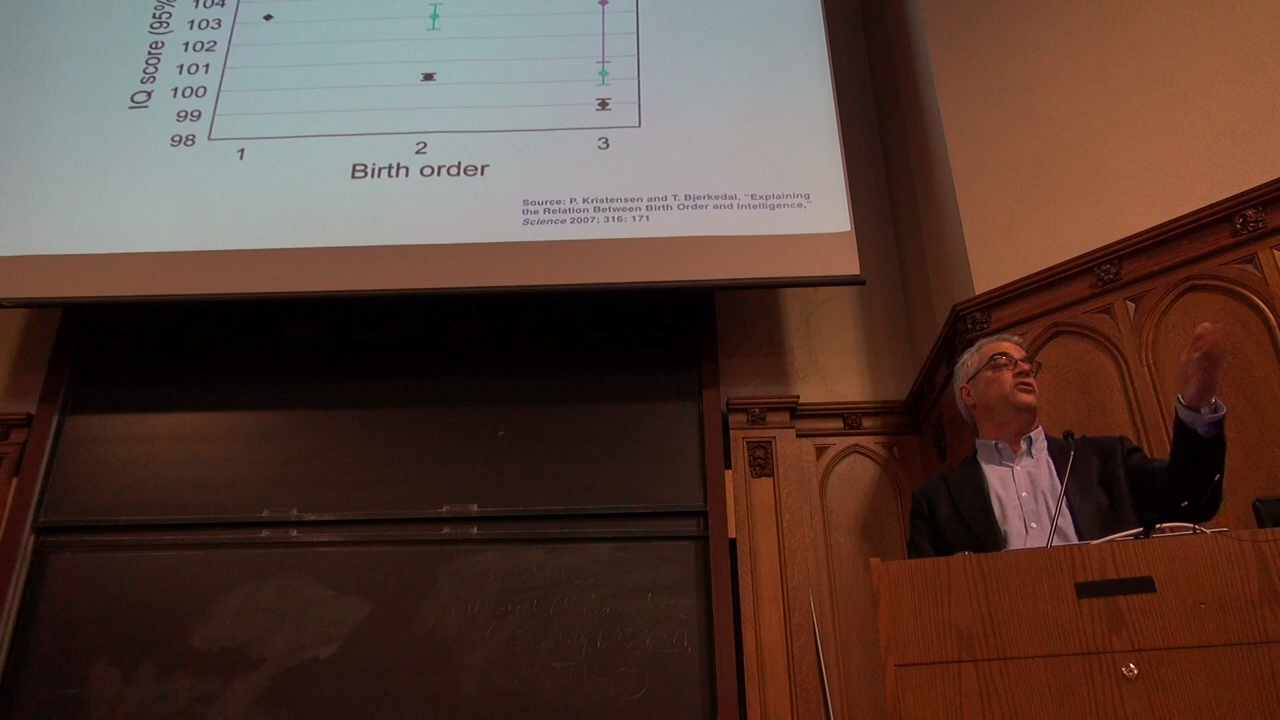 104
103
102
101
100
99
98
IQ score (95%
1 2 3
Birth order
Source: P. Kristensen and T. Bjerkedal, "Explaining
the Relation Between Birth Order and Intelligence,"
Science 2007; 316: 171